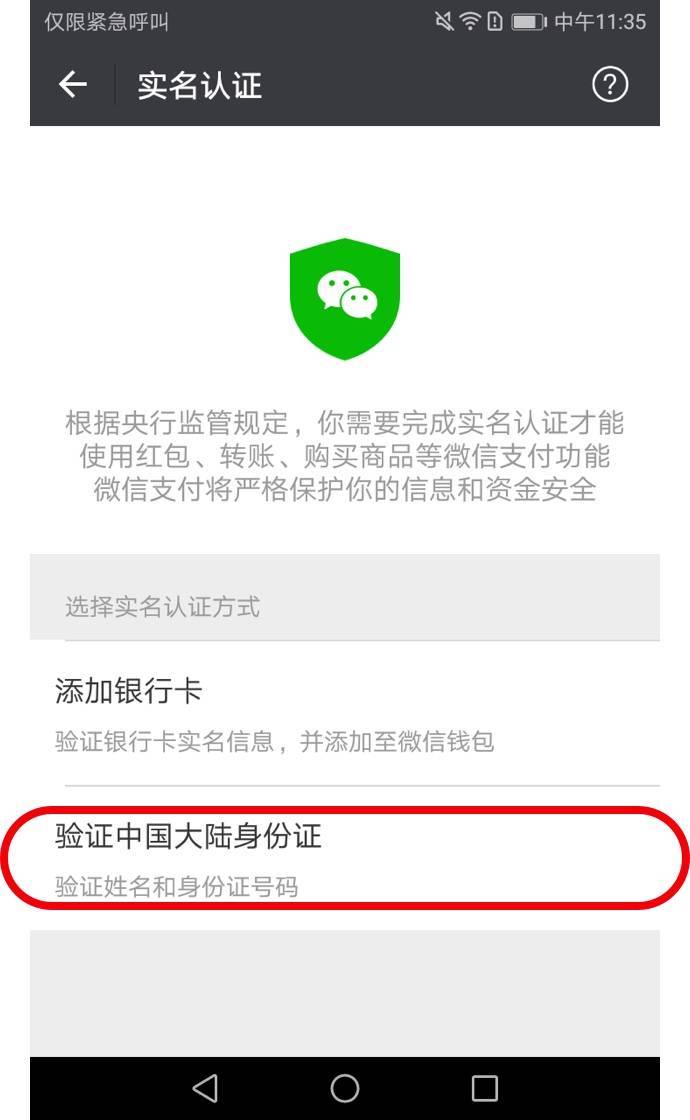 仅限紧急呼叫 中午11:35
实名认证
根据央行监管规定，你需要完成实名认证才能
使用红包、转账、购买商品等微信支付功能
微信支付将严格保护你的信息和资金安全
选择实名认证方式
添加银行卡
验证银行卡实名信息，并添加至微信钱包
验证中国大陆身份证
验证姓名和身份证号码